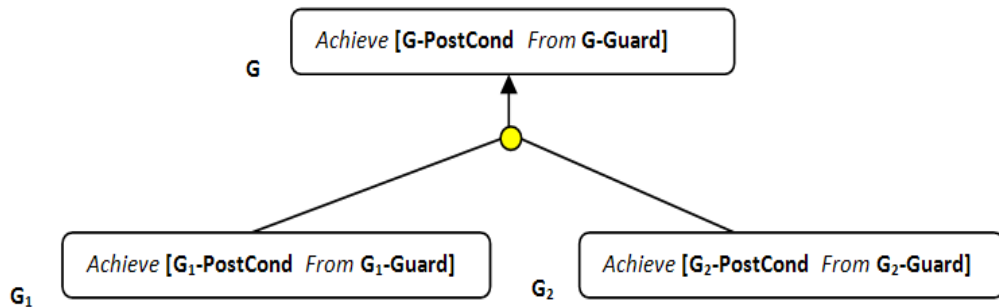 Achieve [G-PostCond From G-Guard]
G
Achieve [G₁-PostCond From G₁-Guard]
G₁
Achieve [G₂-PostCond From G₂-Guard]
G₂